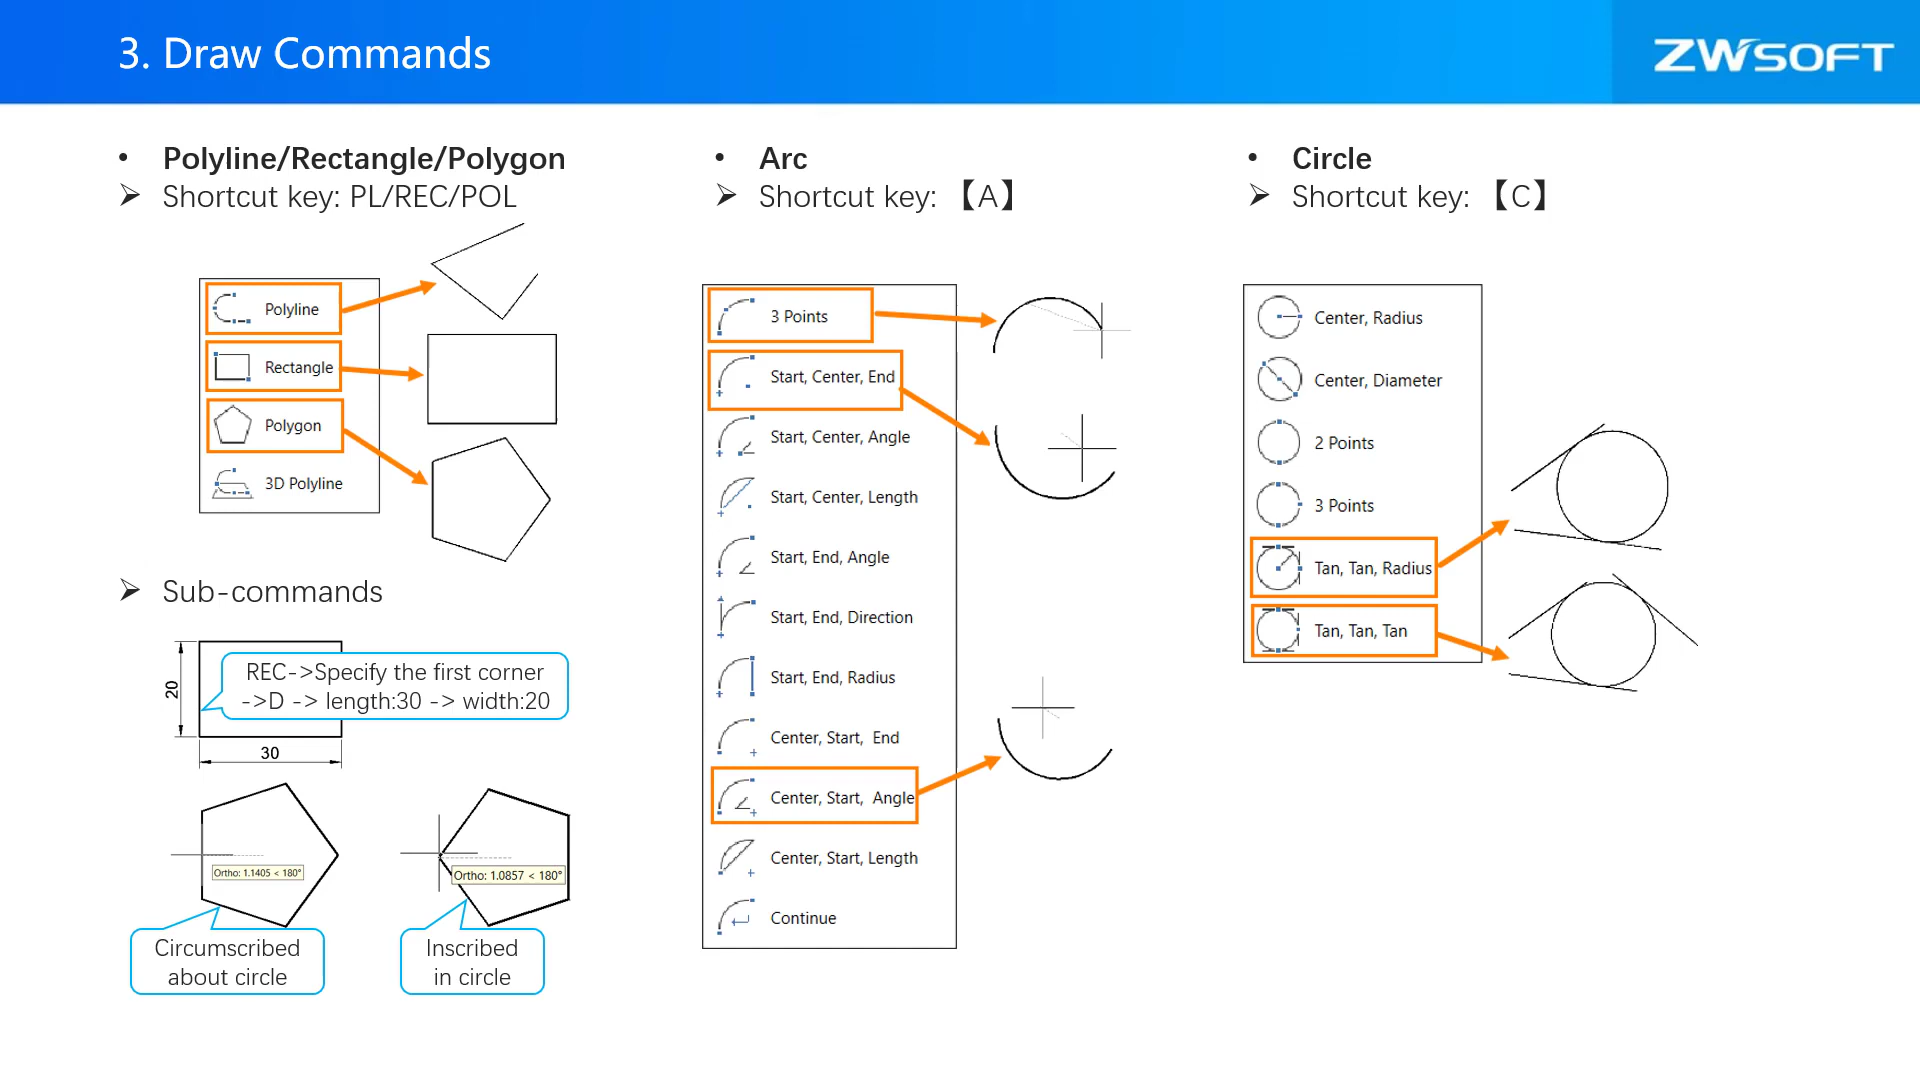 3. Draw Commands
ZWSOFT
• Polyline/Rectangle/Polygon
➢ Shortcut key: PL/REC/POL
Polyline
Rectangle
Polygon
3D Polyline
➢ Sub-commands
REC->Specify the first corner
->D -> length:30 -> width:20
20
30
Ortho: 1.1405 < 180°
Ortho: 1.0857 < 180°
Circumscribed
about circle
Inscribed
in circle
• Arc
➢ Shortcut key: 【A】
3 Points
Start, Center, End
Start, Center, Angle
Start, Center, Length
Start, End, Angle
Start, End, Direction
Start, End, Radius
Center, Start,  End
Center, Start,  Angle
Center, Start, Length
Continue
• Circle
➢ Shortcut key: 【C】
Center, Radius
Center, Diameter
2 Points
3 Points
Tan, Tan, Radius
Tan, Tan, Tan